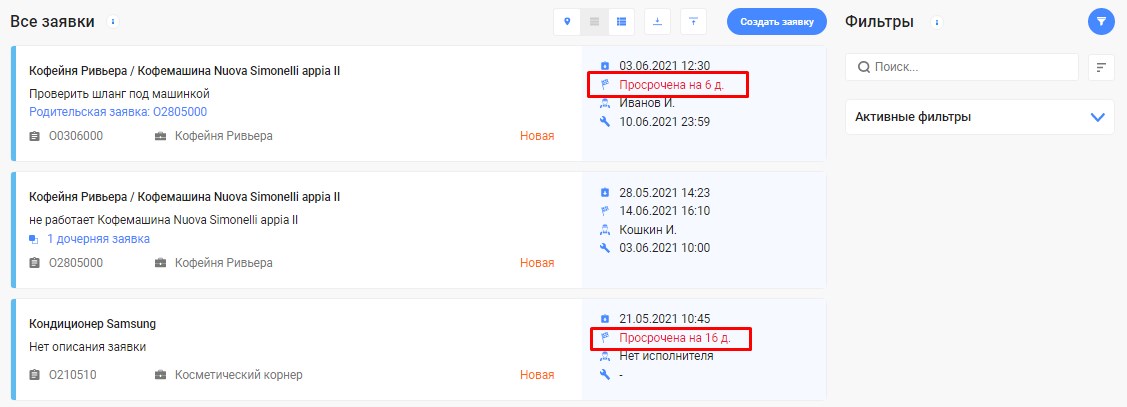 Все заявки
Создать заявку
Фильтры
Кофейня Ривьера / Кофемашина Nuova Simonelli appia II
Проверить шланг под машинкой
Родительская заявка: О2805000
О0306000 Кофейня Ривьера Новая
03.06.2021 12:30
Просрочена на 6 д.
Иванов И.
10.06.2021 23:59
Поиск...
Активные фильтры
Кофейня Ривьера / Кофемашина Nuova Simonelli appia II
не работает Кофемашина Nuova Simonelli appia II
1 дочерняя заявка
О2805000 Кофейня Ривьера Новая
28.05.2021 14:23
14.06.2021 16:10
Кошкин И.
03.06.2021 10:00
Кондиционер Samsung
Нет описания заявки
О210510 Косметический корнер Новая
21.05.2021 10:45
Просрочена на 16 д.
Нет исполнителя
-